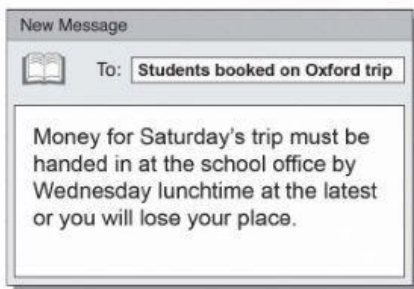 New Message
To: Students booked on Oxford trip
Money for Saturday's trip must be
handed in at the school office by
Wednesday lunchtime at the latest
or you will lose your place.